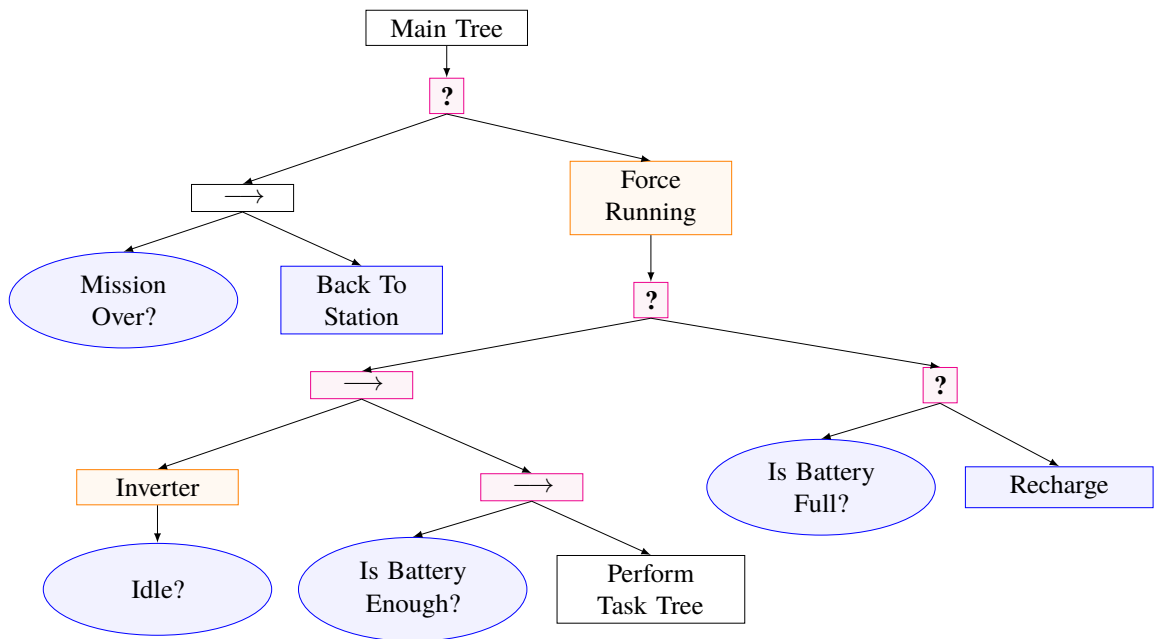 Main Tree
?
⟶
Force
Running
Mission
Over?
Back To
Station
?
⟶
?
Inverter
⟶
Is Battery
Full?
Recharge
Idle?
Is Battery
Enough?
Perform
Task Tree